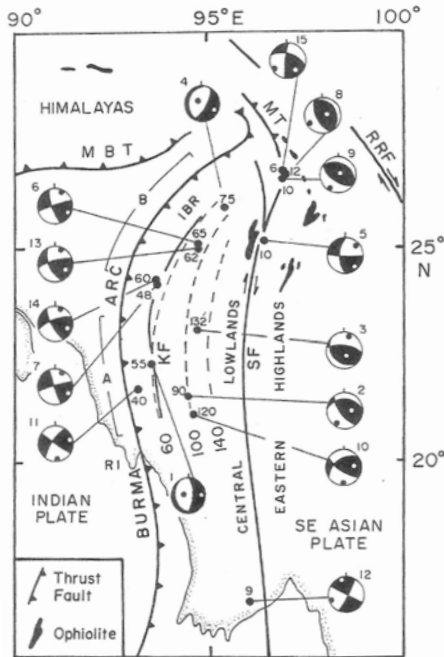 90°
95°E
100°
15
4
8
HIMALAYAS
MT
RRF
MBT
9
6
12
10
6
B
IBR
75
65
62
5
10
25°
N
13
ARC
60
48
14
132
LOWLANDS
SF
HIGHLANDS
3
KF
7
A
55
40
90
2
11
60
100
140
120
10
20°
R1
1
INDIAN
PLATE
BURMA
CENTRAL
EASTERN
SE ASIAN
PLATE
12
9
Thrust
Fault
Ophiolite